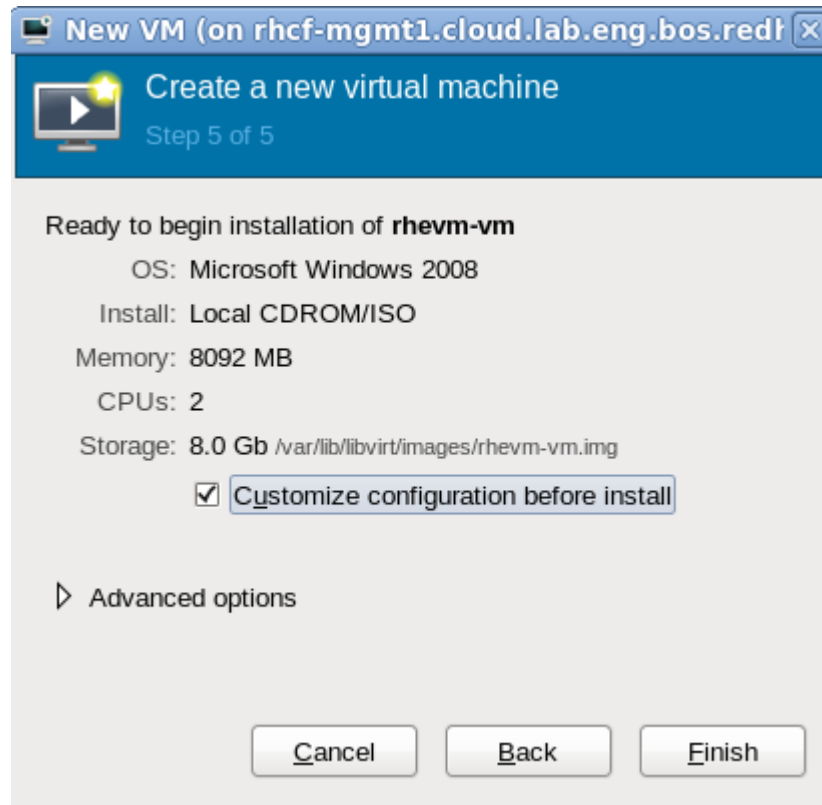 New VM (on rhcf-mgmt1.cloud.lab.eng.bos.redh
Create a new virtual machine
Step 5 of 5
Ready to begin installation of rhevm-vm
OS: Microsoft Windows 2008
Install: Local CDROM/ISO
Memory: 8092 MB
CPUs: 2
Storage: 8.0 Gb /var/lib/libvirt/images/rhevm-vm.img
Customize configuration before install
Advanced options
Cancel Back Finish